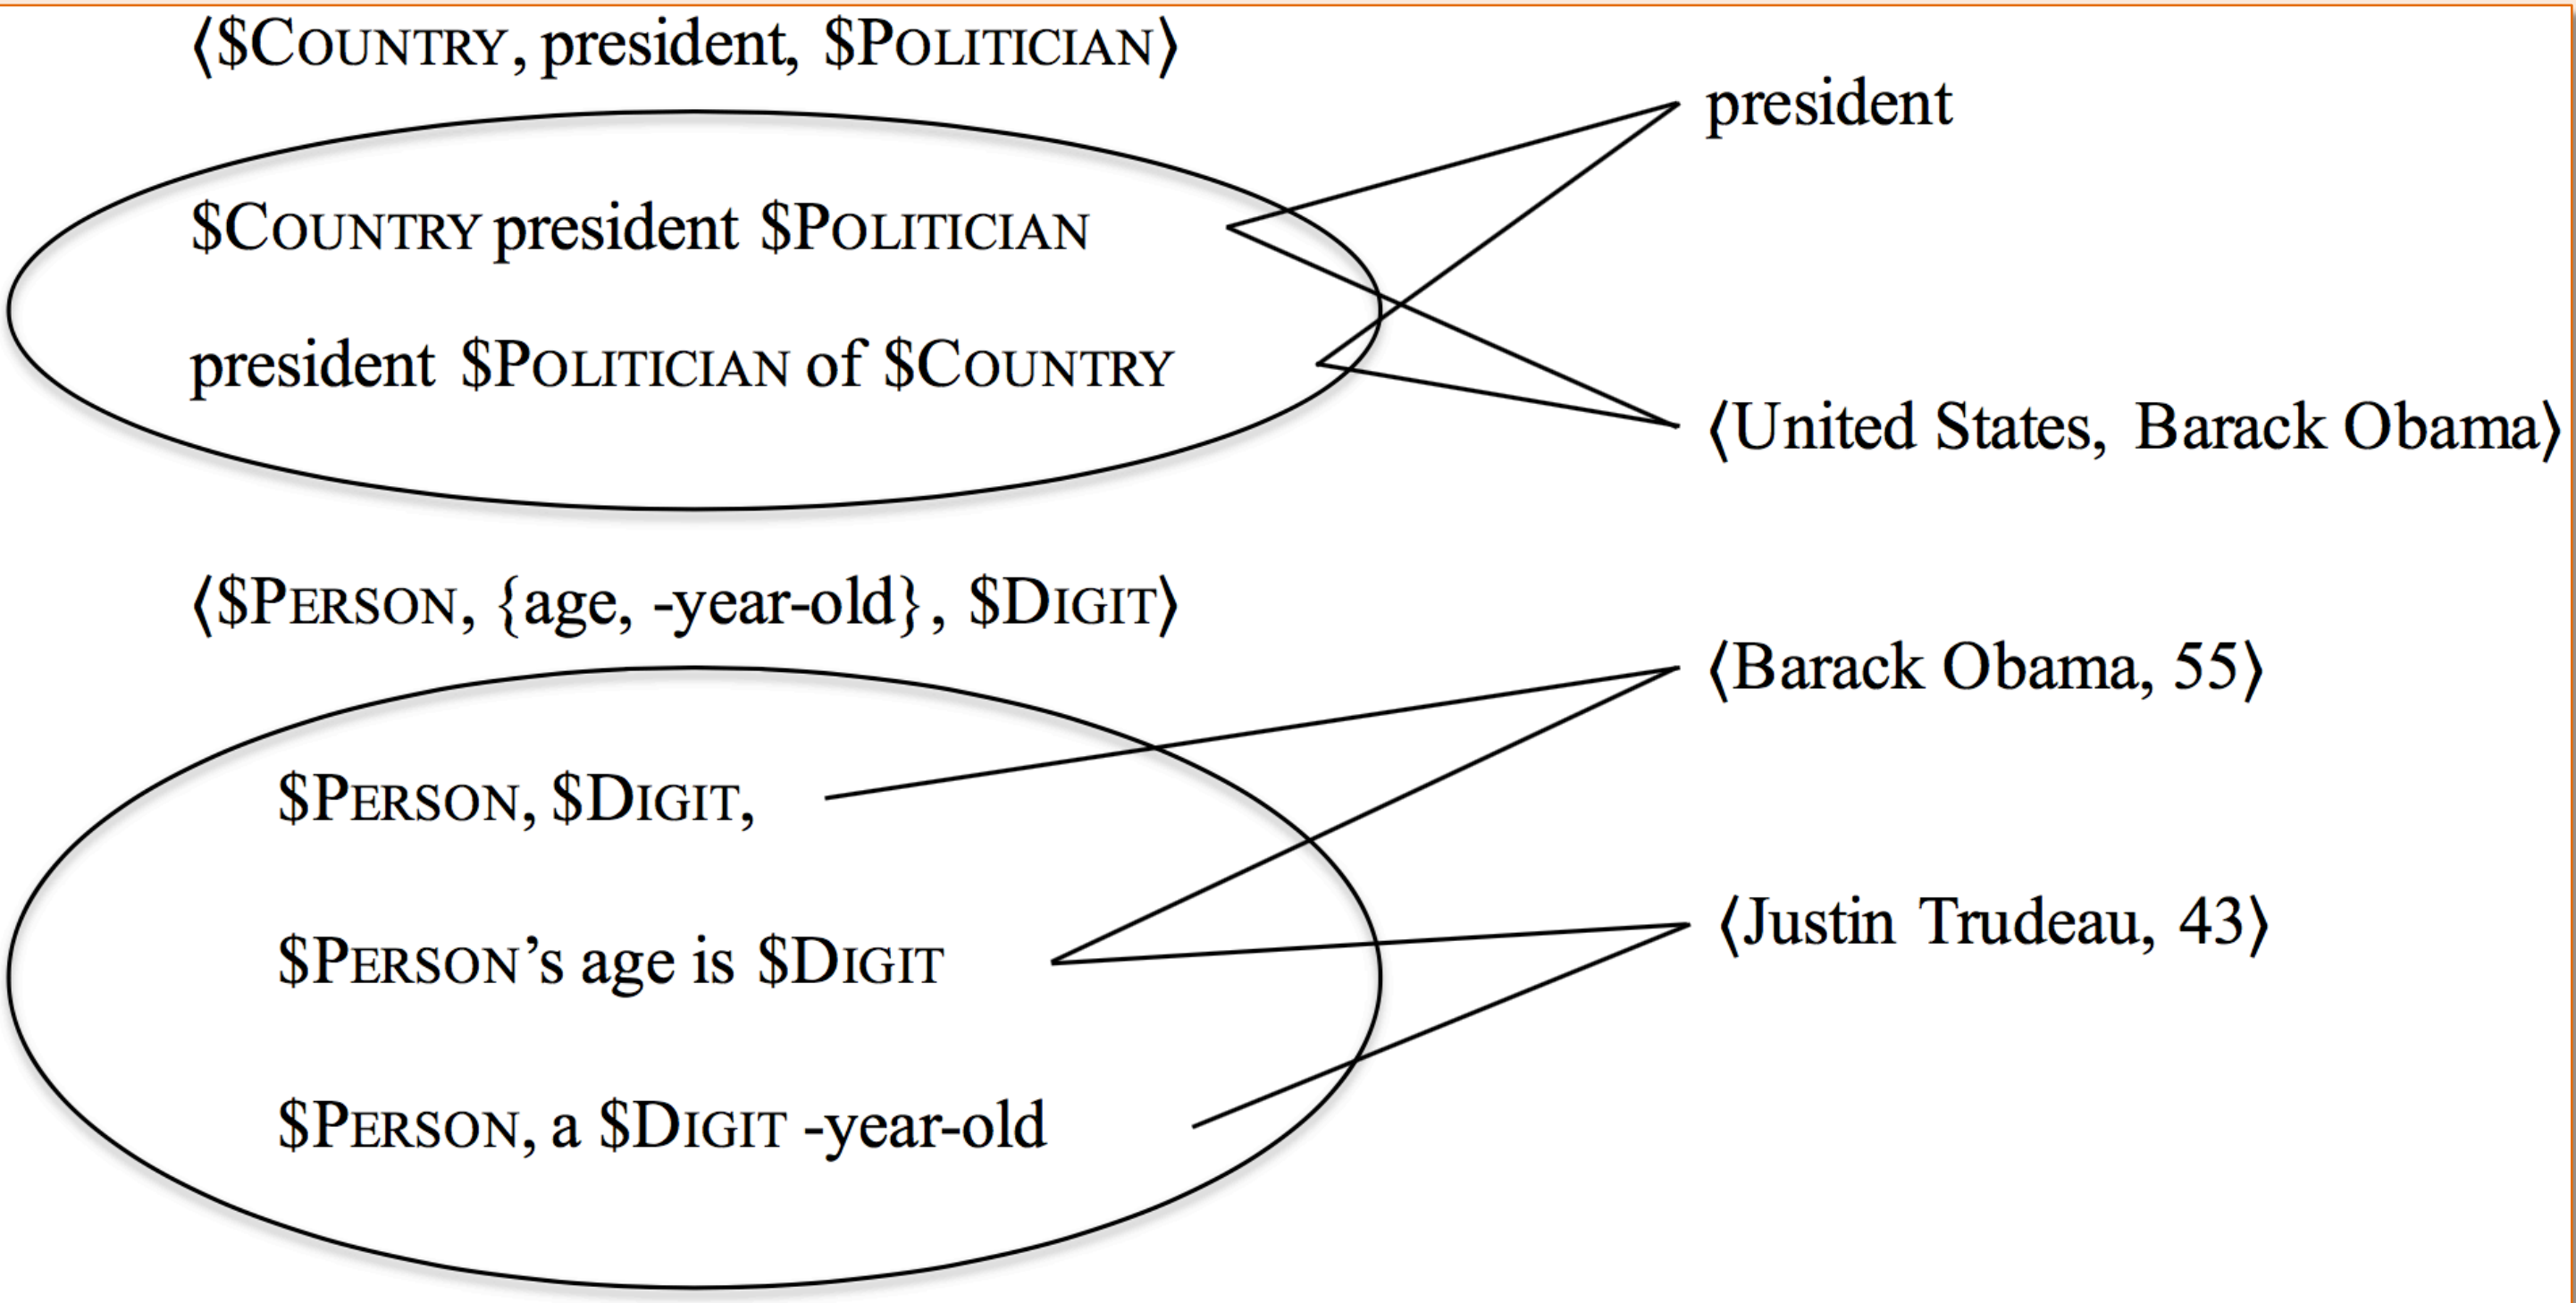 ⟨$COUNTRY, president, $POLITICIAN⟩
president
$COUNTRY president $POLITICIAN
president $POLITICIAN of $COUNTRY
⟨United States, Barack Obama⟩
⟨$PERSON, {age, -year-old}, $DIGIT⟩
⟨Barack Obama, 55⟩
$PERSON, $DIGIT,
⟨Justin Trudeau, 43⟩
$PERSON’s age is $DIGIT
$PERSON, a $DIGIT -year-old